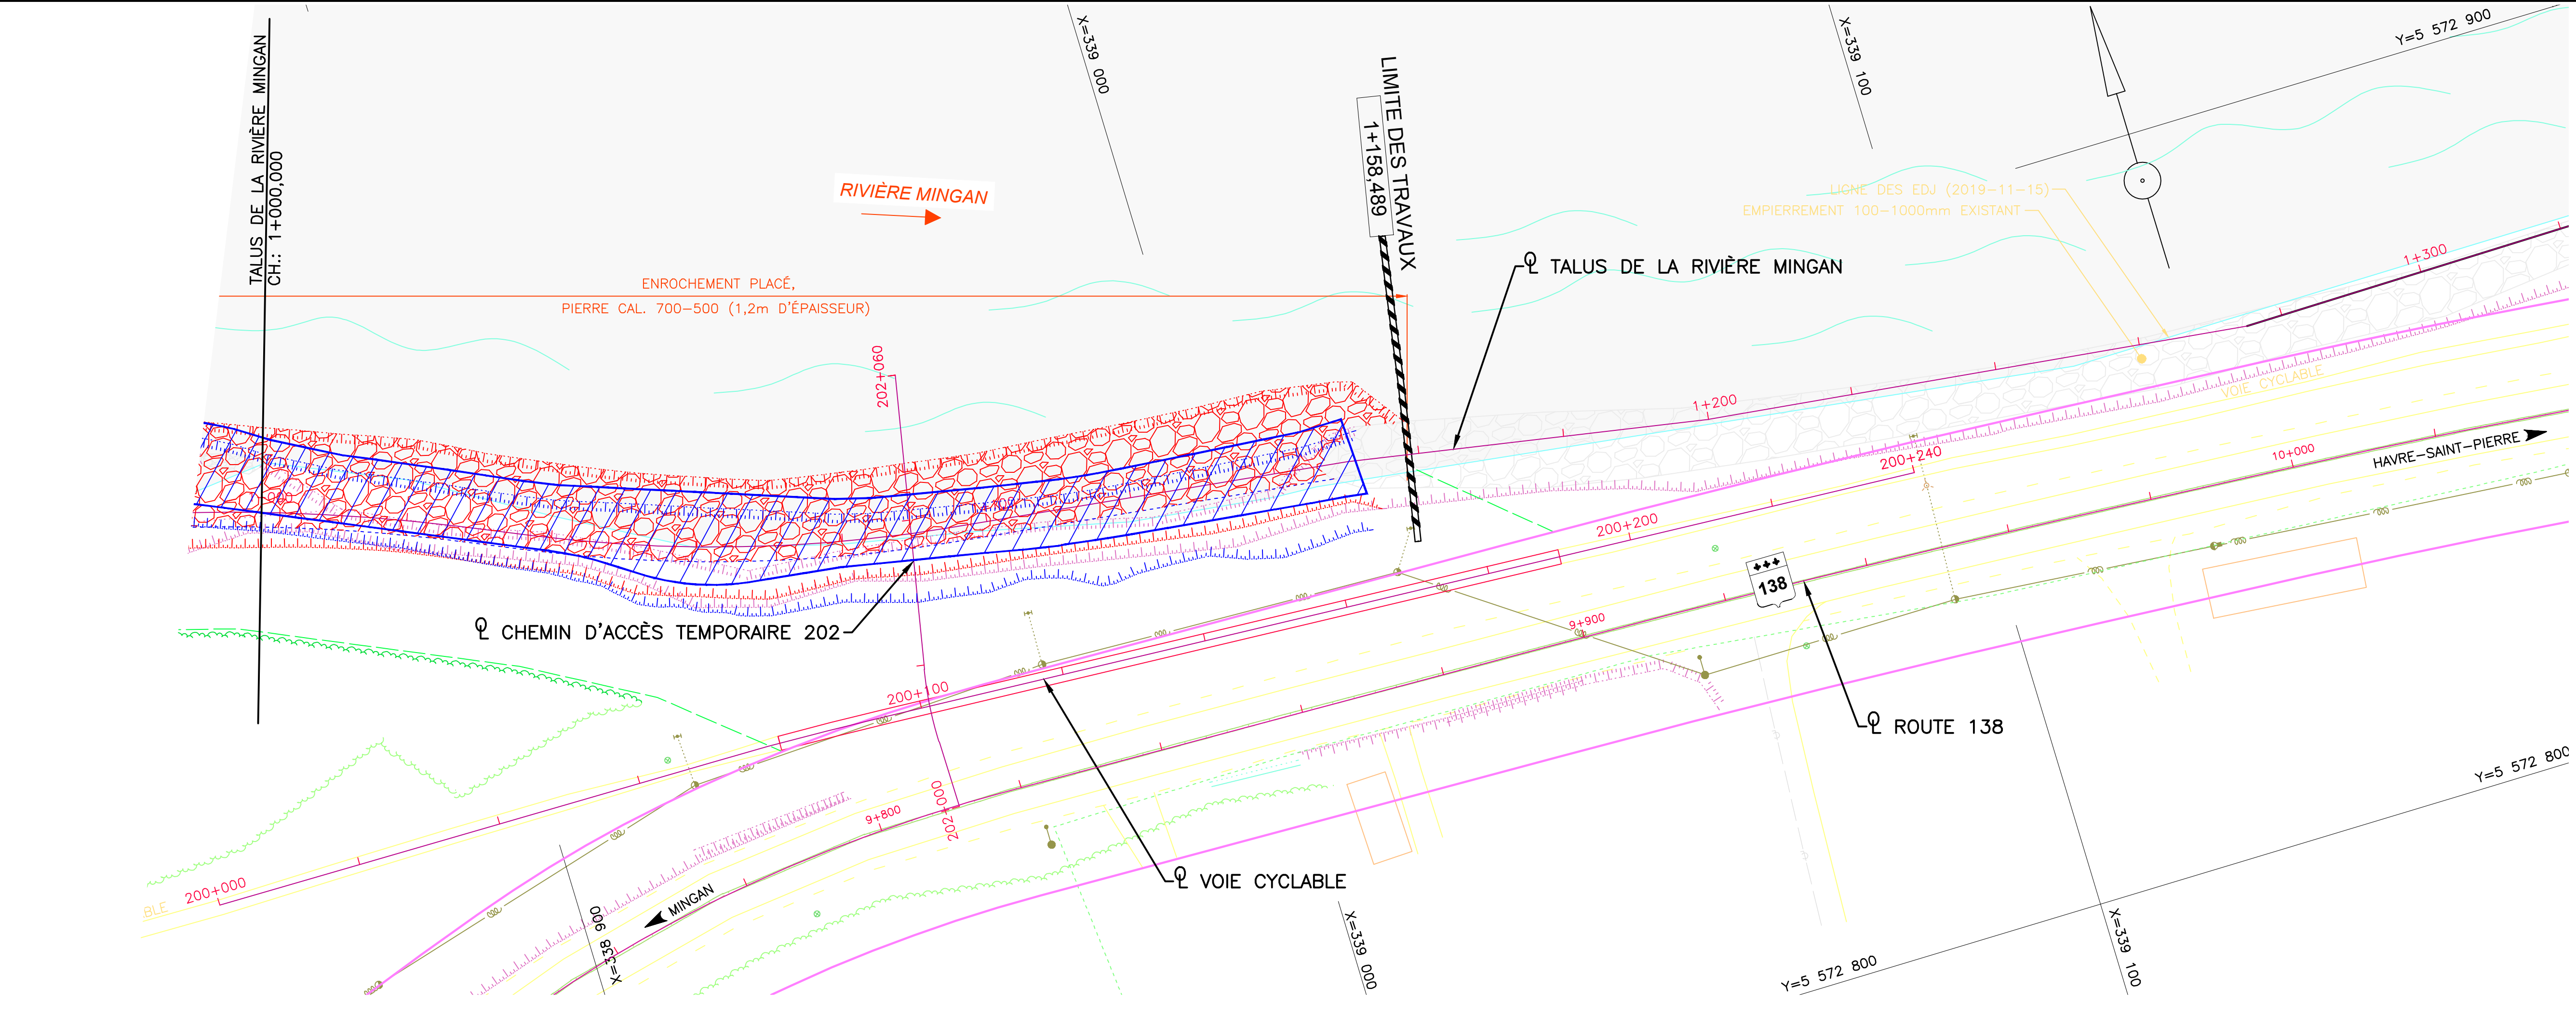 TALUS DE LA RIVIÈRE MINGAN
CH.: 1+000,000
X=339 000
X=339 100
Y=5 572 900
LIMITE DES TRAVAUX
1+158,489
RIVIÈRE MINGAN
LIGNE DES EDJ (2019-11-15)
EMPIERREMENT 100-1000mm EXISTANT
ENROCHEMENT PLACÉ,
PIERRE CAL. 700-500 (1,2m D'ÉPAISSEUR)
℄ TALUS DE LA RIVIÈRE MINGAN
1+300
202+060
1+200
VOIE CYCLABLE
200+240
10+000
HAVRE-SAINT-PIERRE
200+200
138
9+900
℄ CHEMIN D'ACCÈS TEMPORAIRE 202
200+100
℄ ROUTE 138
Y=5 572 800
202+000
9+800
℄ VOIE CYCLABLE
200+000
BLE
MINGAN
X=338 900
X=339 000
X=339 100
Y=5 572 800